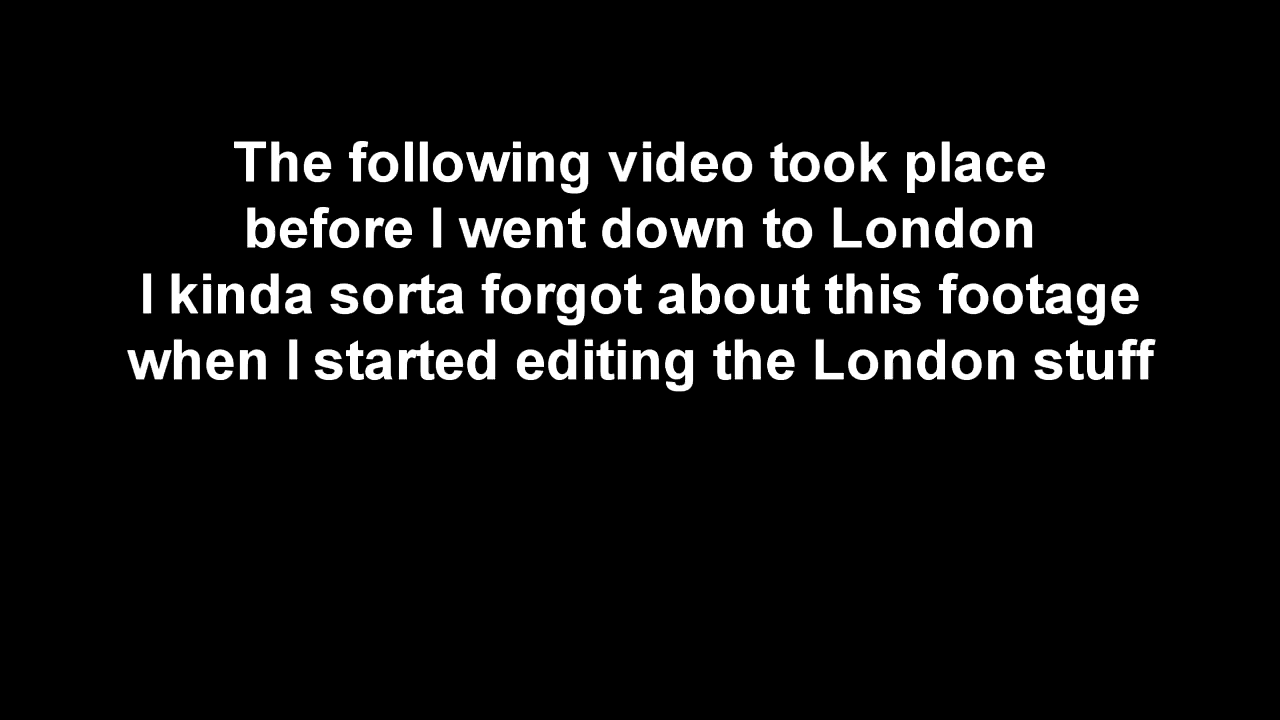 The following video took place
before I went down to London
I kinda sorta forgot about this footage
when I started editing the London stuff